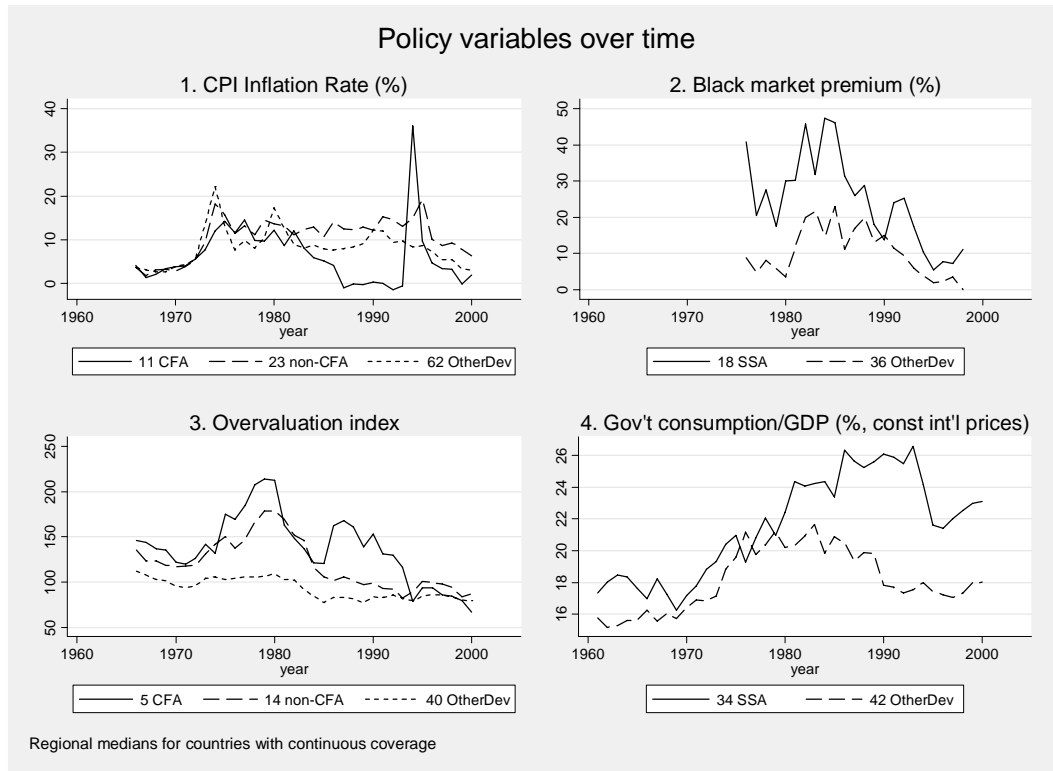 Policy variables over time
1. CPI Inflation Rate (%)
40
30
20
10
0
1960 1970 1980 1990 2000
year
11 CFA 23 non-CFA 62 OtherDev
2. Black market premium (%)
50
40
30
20
10
0
1960 1970 1980 1990 2000
year
18 SSA 36 OtherDev
3. Overvaluation index
250
200
150
100
50
1960 1970 1980 1990 2000
year
5 CFA 14 non-CFA 40 OtherDev
4. Gov't consumption/GDP (%, const int'l prices)
26
24
22
20
18
16
1960 1970 1980 1990 2000
year
34 SSA 42 OtherDev
Regional medians for countries with continuous coverage